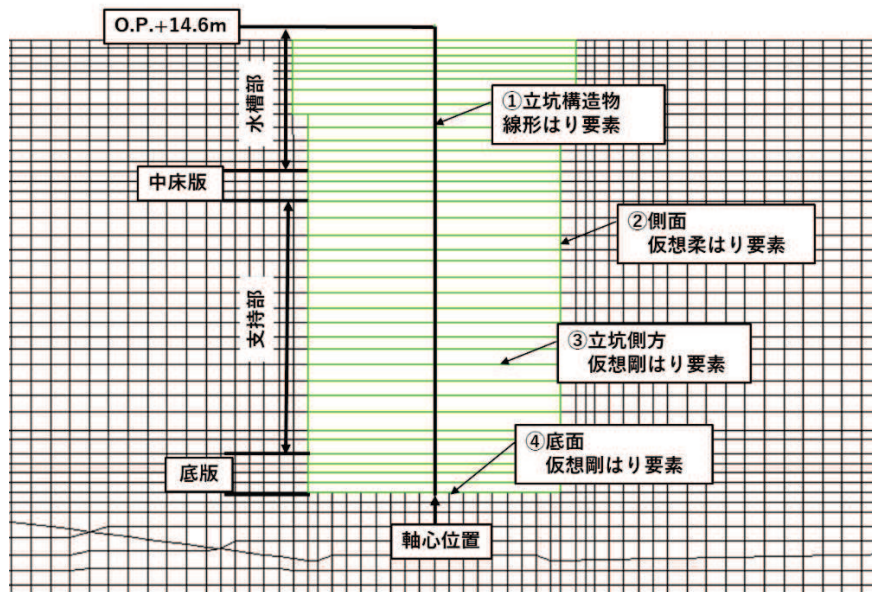 O.P.+14.6m
水槽部
①立坑構造物
線形はり要素
中床版
②側面
仮想柔はり要素
支持部
③立坑側方
仮想剛はり要素
④底面
仮想剛はり要素
底版
軸心位置